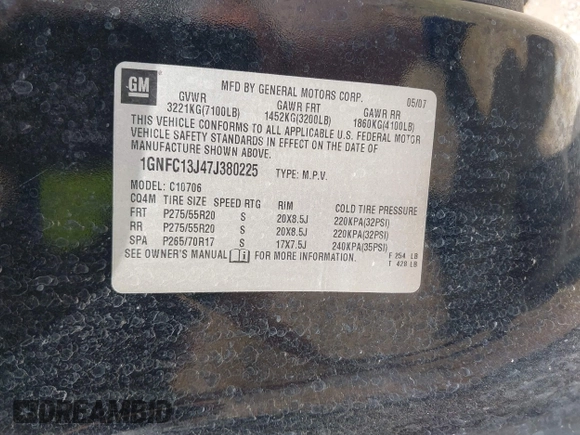 GM
MFD BY GENERAL MOTORS CORP. 05/07
GVWR GAWR FRT GAWR RR
3221KG(7100LB) 1452KG(3200LB) 1860KG(4100LB)
THIS VEHICLE CONFORMS TO ALL APPLICABLE U.S. FEDERAL MOTOR
VEHICLE SAFETY STANDARDS IN EFFECT ON THE DATE OF
MANUFACTURE SHOWN ABOVE.
1GNFC13J47J380225 TYPE: M.P.V.
MODEL: C10706
CQ4M TIRE SIZE SPEED RTG RIM COLD TIRE PRESSURE
FRT P275/55R20 S 20X8.5J 220KPA(32PSI)
RR P275/55R20 S 20X8.5J 220KPA(32PSI)
SPA P265/70R17 S 17X7.5J 240KPA(35PSI)
SEE OWNER'S MANUAL FOR MORE INFORMATION.
F 254 LB
T 428 LB
DREAMBID